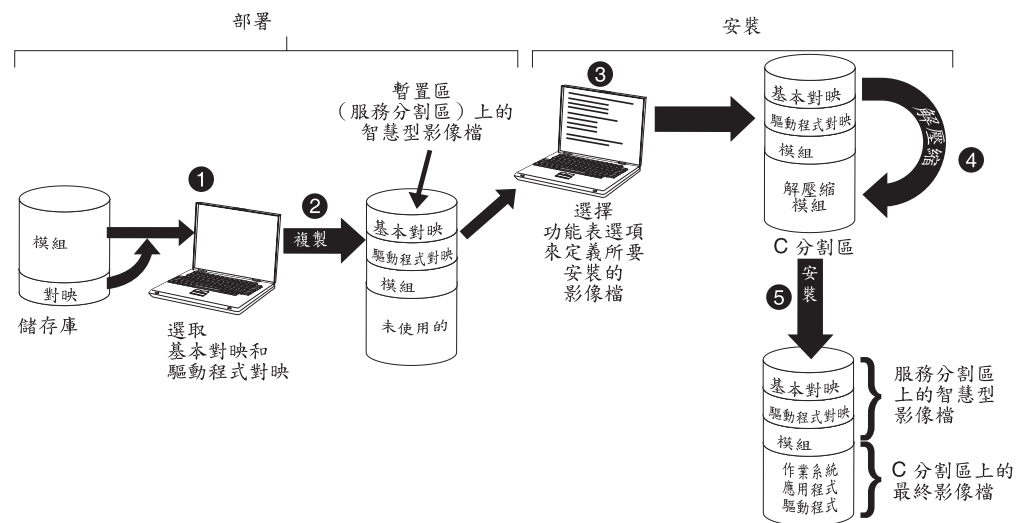 部署
安裝
暫置區
(服務分割區)上的
智慧型影像檔
1
2
3
4
5
模組
對映
儲存庫
選取
基本對映和
驅動程式對映
複製
基本對映
驅動程式對映
模組
未使用的
選擇
功能表選項
來定義所要
安裝的
影像檔
基本對映
驅動程式對映
模組
解壓縮
模組
C 分割區
解壓縮
安裝
基本對映
驅動程式對映
模組
作業系統
應用程式
驅動程式
服務分割區
上的智慧型
影像檔
C 分割區上的
最終影像檔